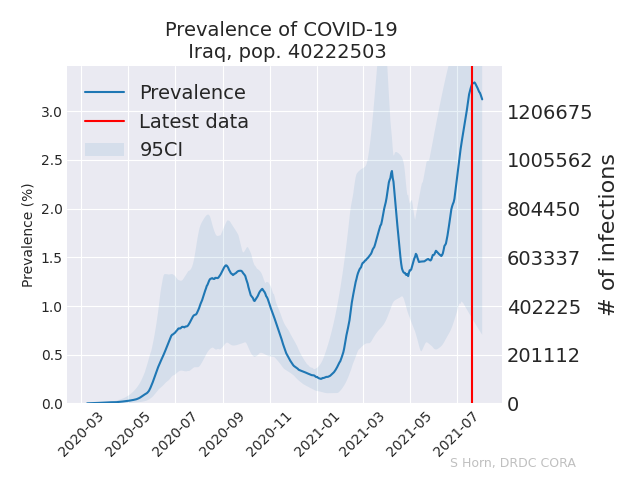 Prevalence of COVID-19
Iraq, pop. 40222503
Prevalence
Latest data
95CI
Prevalence (%)
3.0
2.5
2.0
1.5
1.0
0.5
0.0
1206675
1005562
804450
603337
402225
201112
0
# of infections
2020-03
2020-05
2020-07
2020-09
2020-11
2021-01
2021-03
2021-05
2021-07
S Horn, DRDC CORA